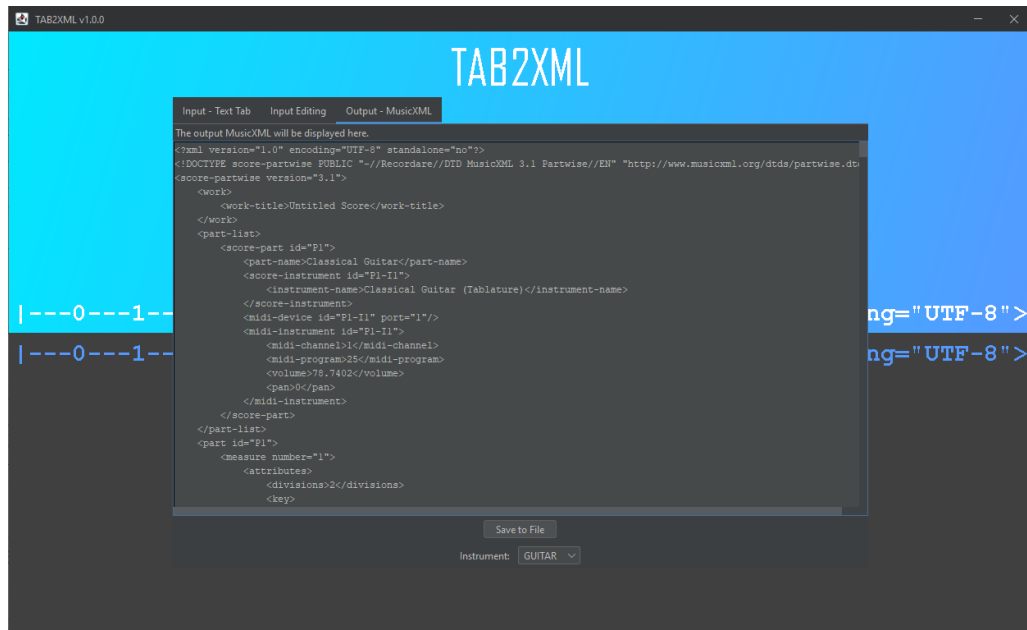 TAB2XML v1.0.0
TAB2XML
Input - Text Tab Input Editing Output - MusicXML
The output MusicXML will be displayed here.
<?xml version="1.0" encoding="UTF-8" standalone="no"?>
<!DOCTYPE score-partwise PUBLIC "-//Recordare//DTD MusicXML 3.1 Partwise//EN" "http://www.musicxml.org/dtds/partwise.dt
<score-partwise version="3.1">
<work>
<work-title>Untitled Score</work-title>
</work>
<part-list>
<score-part id="P1">
<part-name>Classical Guitar</part-name>
<score-instrument id="P1-I1">
<instrument-name>Classical Guitar (Tablature)</instrument-name>
</score-instrument>
<midi-device id="P1-I1" port="1"/>
<midi-instrument id="P1-I1">
<midi-channel>1</midi-channel>
<midi-program>25</midi-program>
<volume>78.7402</volume>
<pan>0</pan>
</midi-instrument>
</score-part>
</part-list>
<part id="P1">
<measure number="1">
<attributes>
<divisions>2</divisions>
<key>
|---0---1-- ng="UTF-8">
|---0---1-- ng="UTF-8">
Save to File
Instrument: GUITAR